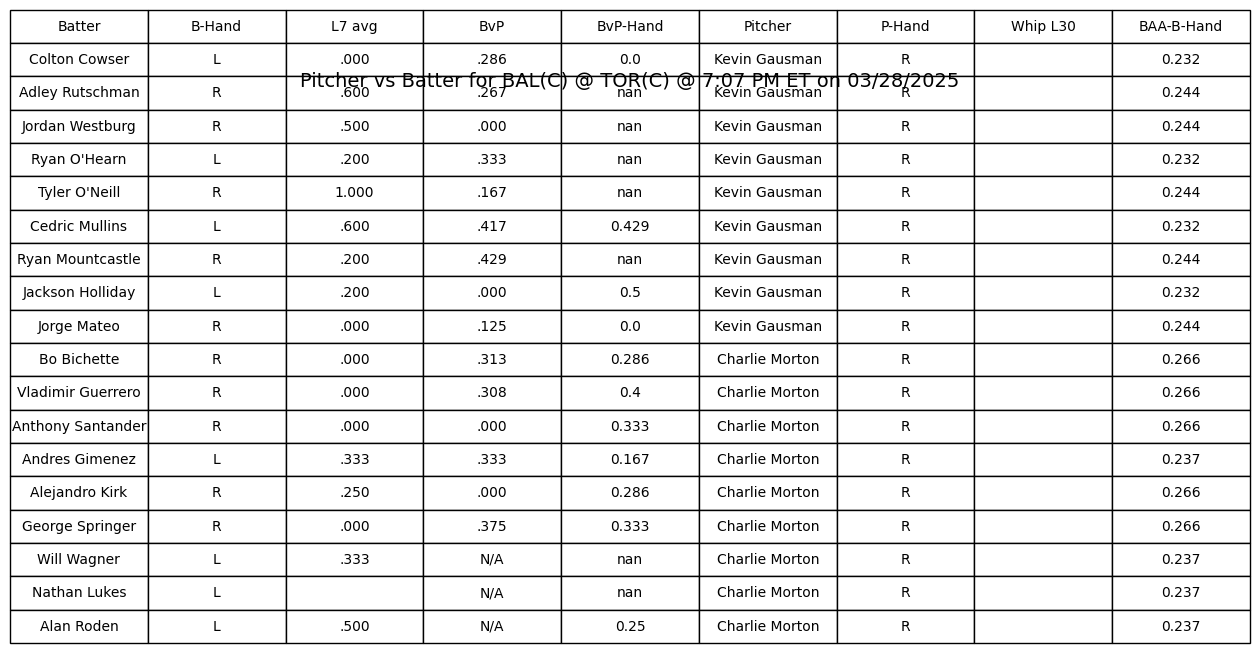 Batter B-Hand L7 avg BvP BvP-Hand Pitcher P-Hand Whip L30 BAA-B-Hand
Colton Cowser L .000 .286 0.0 Kevin Gausman R 0.232
Pitcher vs Batter for BAL(C) @ TOR(C) @ 7:07 PM ET on 03/28/2025
Adley Rutschman R .600 .267 nan Kevin Gausman R 0.244
Jordan Westburg R .500 .000 nan Kevin Gausman R 0.244
Ryan O'Hearn L .200 .333 nan Kevin Gausman R 0.232
Tyler O'Neill R 1.000 .167 nan Kevin Gausman R 0.244
Cedric Mullins L .600 .417 0.429 Kevin Gausman R 0.232
Ryan Mountcastle R .200 .429 nan Kevin Gausman R 0.244
Jackson Holliday L .200 .000 0.5 Kevin Gausman R 0.232
Jorge Mateo R .000 .125 0.0 Kevin Gausman R 0.244
Bo Bichette R .000 .313 0.286 Charlie Morton R 0.266
Vladimir Guerrero R .000 .308 0.4 Charlie Morton R 0.266
Anthony Santander R .000 .000 0.333 Charlie Morton R 0.266
Andres Gimenez L .333 .333 0.167 Charlie Morton R 0.237
Alejandro Kirk R .250 .000 0.286 Charlie Morton R 0.266
George Springer R .000 .375 0.333 Charlie Morton R 0.266
Will Wagner L .333 N/A nan Charlie Morton R 0.237
Nathan Lukes L N/A nan Charlie Morton R 0.237
Alan Roden L .500 N/A 0.25 Charlie Morton R 0.237